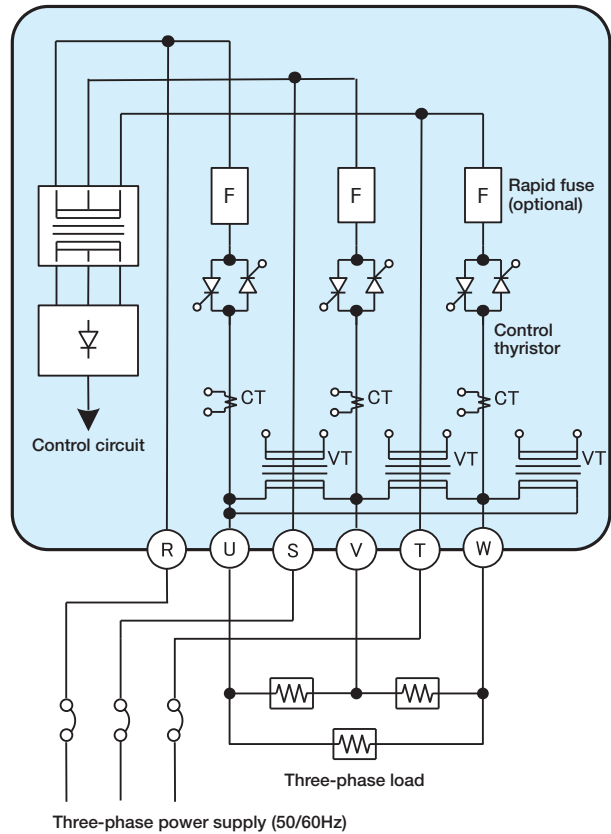 F
F
F
Rapid fuse
(optional)
Control
thyristor
CT
CT
CT
Control circuit
VT
VT
VT
R
U
S
V
T
W
Three-phase load
Three-phase power supply (50/60Hz)